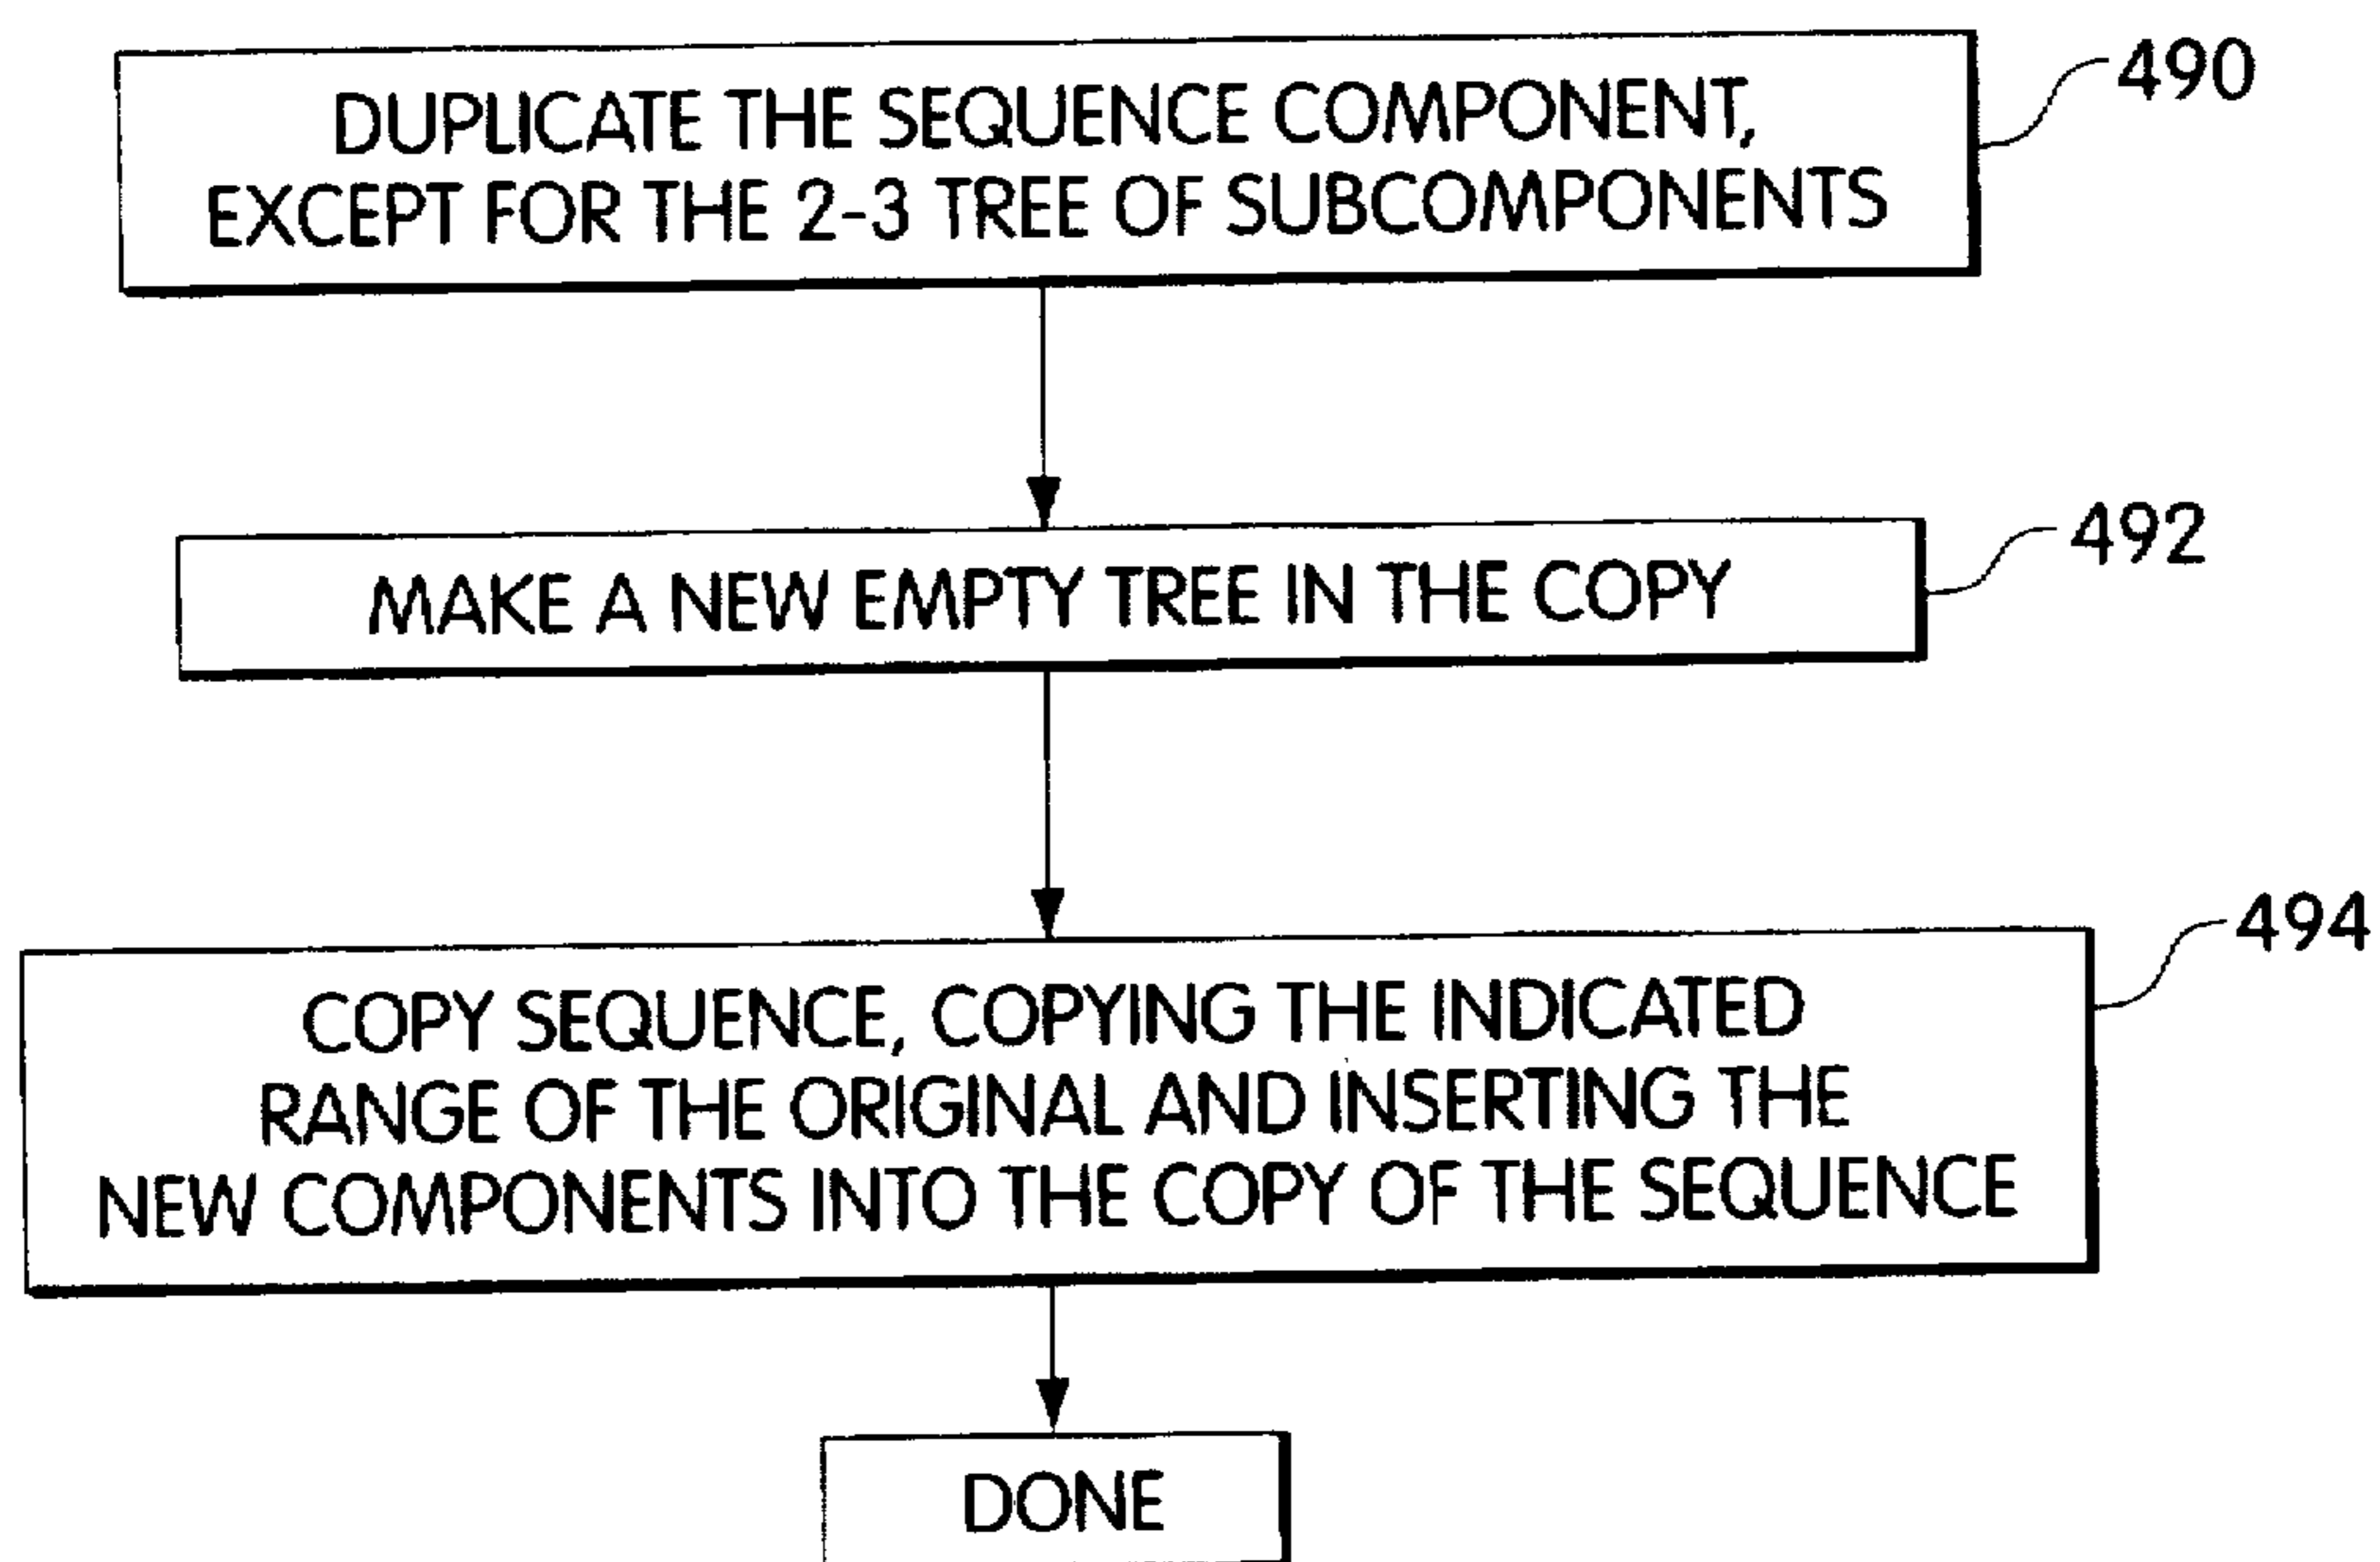 DUPLICATE THE SEQUENCE COMPONENT,
EXCEPT FOR THE 2-3 TREE OF SUBCOMPONENTS
490
MAKE A NEW EMPTY TREE IN THE COPY
492
COPY SEQUENCE, COPYING THE INDICATED
RANGE OF THE ORIGINAL AND INSERTING THE
NEW COMPONENTS INTO THE COPY OF THE SEQUENCE
494
DONE